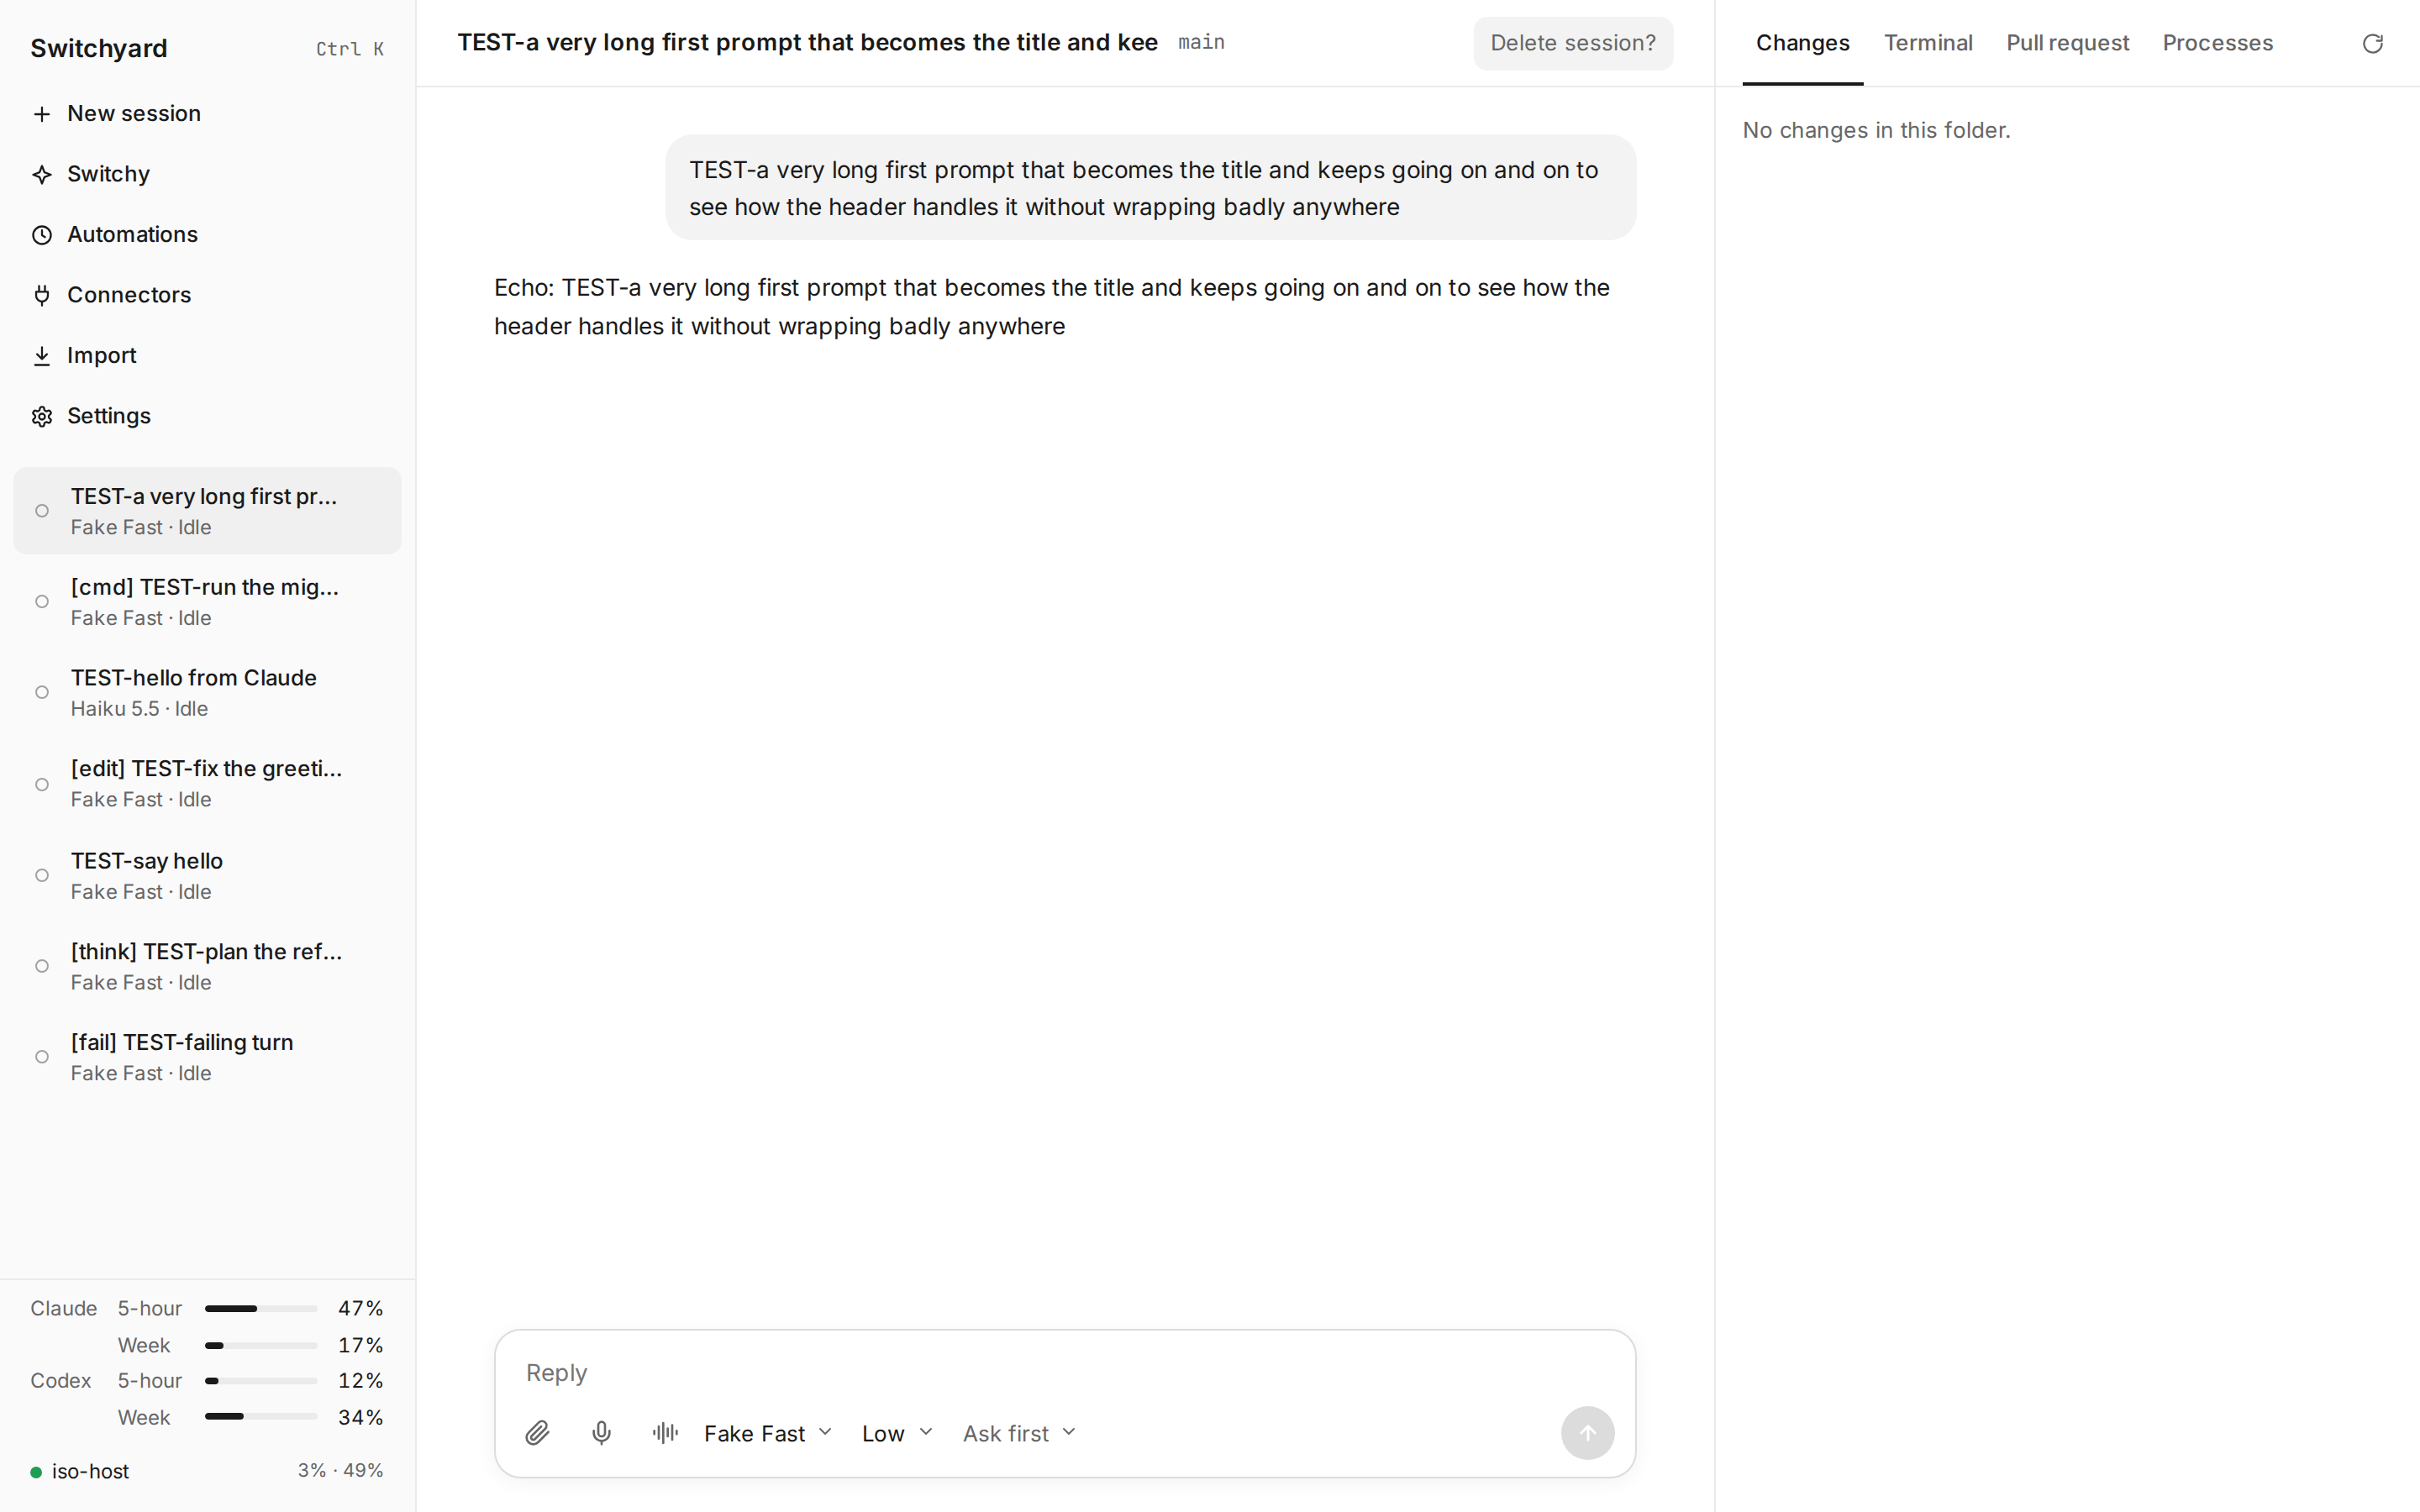 Switchyard Ctrl K
New session
Switchy
Automations
Connectors
Import
Settings
TEST-a very long first pr...
Fake Fast · Idle
[cmd] TEST-run the mig...
Fake Fast · Idle
TEST-hello from Claude
Haiku 5.5 · Idle
[edit] TEST-fix the greeti...
Fake Fast · Idle
TEST-say hello
Fake Fast · Idle
[think] TEST-plan the ref...
Fake Fast · Idle
[fail] TEST-failing turn
Fake Fast · Idle
Claude 5-hour 47%
Week 17%
Codex 5-hour 12%
Week 34%
iso-host 3% · 49%
TEST-a very long first prompt that becomes the title and kee main Delete session?
TEST-a very long first prompt that becomes the title and keeps going on and on to
see how the header handles it without wrapping badly anywhere
Echo: TEST-a very long first prompt that becomes the title and keeps going on and on to see how the
header handles it without wrapping badly anywhere
Reply
Fake Fast Low Ask first
Changes Terminal Pull request Processes
No changes in this folder.